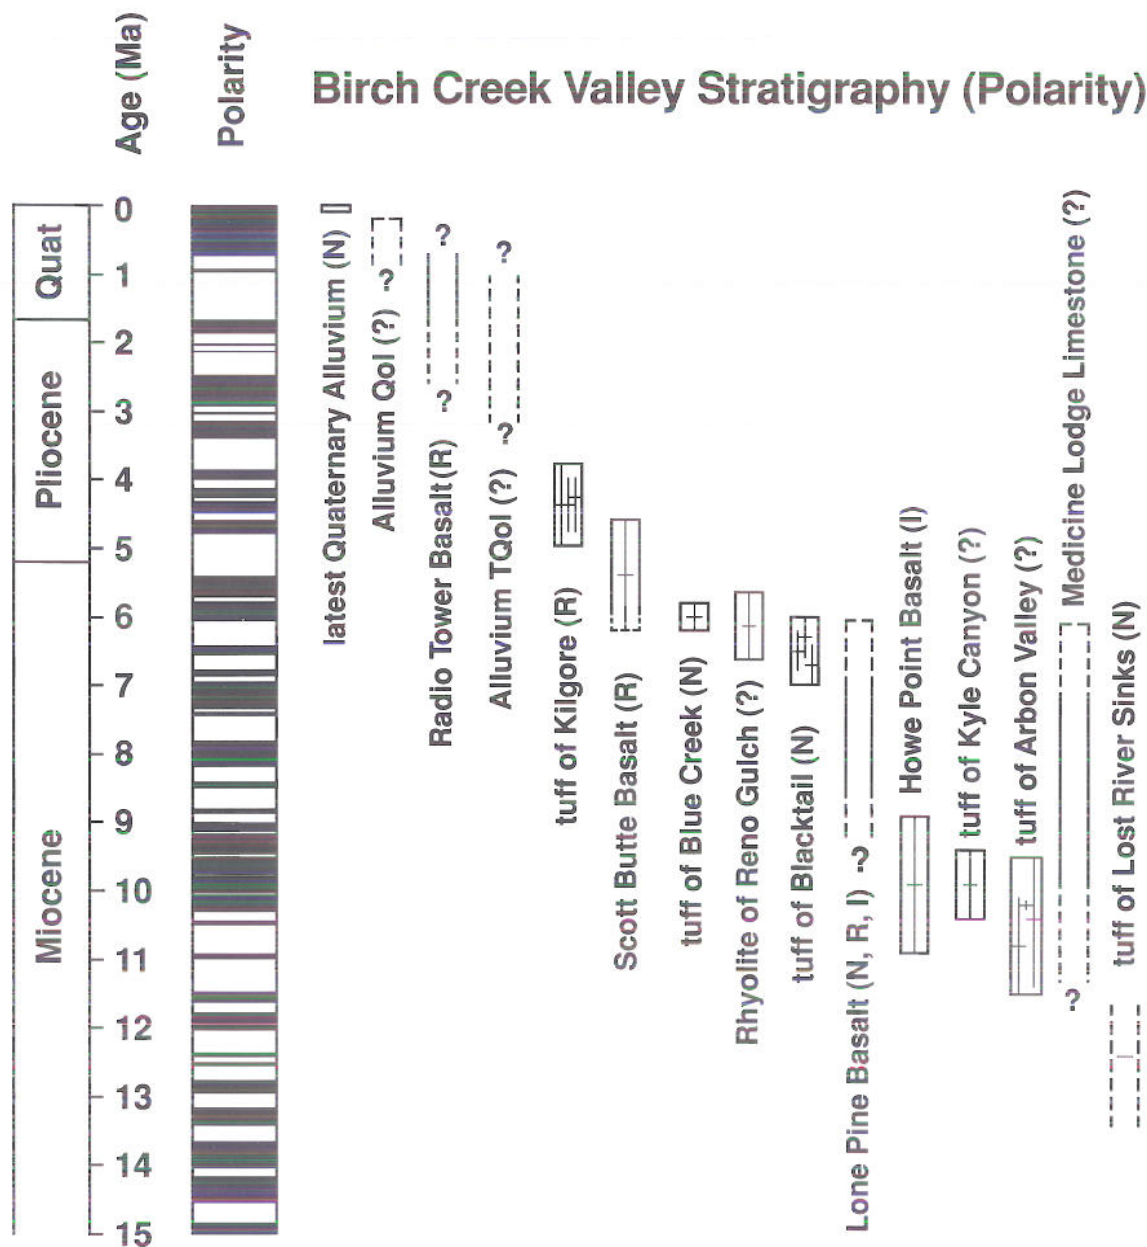 Birch Creek Valley Stratigraphy (Polarity)
Age (Ma)
Polarity
Quat
Pliocene
Miocene
0
1
2
3
4
5
6
7
8
9
10
11
12
13
14
15
latest Quaternary Alluvium (N)
Alluvium Qol (?)
-?
Radio Tower Basalt (R)
-?
-?
Alluvium TQol (?)
-?
-?
tuff of Kilgore (R)
Scott Butte Basalt (R)
tuff of Blue Creek (N)
Rhyolite of Reno Gulch (?)
tuff of Blacktail (N)
Lone Pine Basalt (N, R, I)
-?
Howe Point Basalt (I)
tuff of Kyle Canyon (?)
tuff of Arbon Valley (?)
Medicine Lodge Limestone (?)
-?
tuff of Lost River Sinks (N)